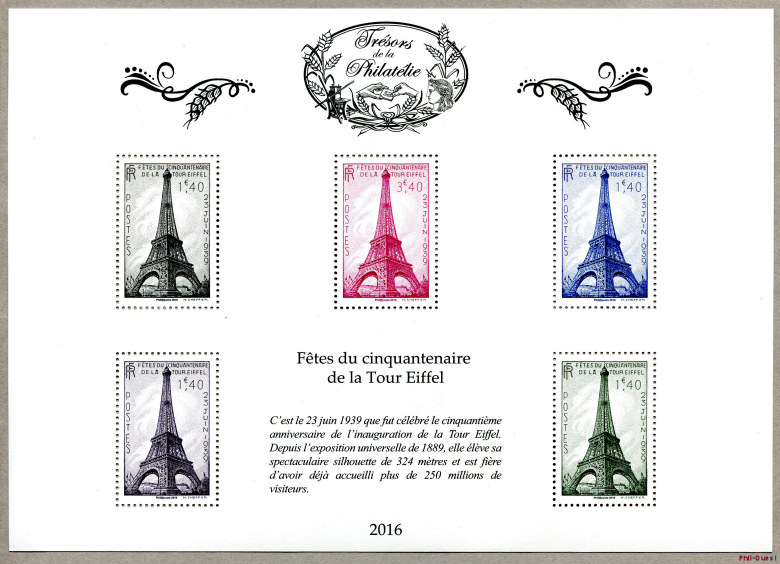 Trésors
de la
Philatélie
RF FÊTES DU CINQUANTENAIRE
DE LA TOUR EIFFEL
1€,40
POSTES
23 JUIN 1939
H. CHEFFER
RF FÊTES DU CINQUANTENAIRE
DE LA TOUR EIFFEL
3€,40
POSTES
23 JUIN 1939
H. CHEFFER
RF FÊTES DU CINQUANTENAIRE
DE LA TOUR EIFFEL
1€,40
POSTES
23 JUIN 1939
H. CHEFFER
RF FÊTES DU CINQUANTENAIRE
DE LA TOUR EIFFEL
1€,40
POSTES
23 JUIN 1939
H. CHEFFER
Fêtes du cinquantenaire
de la Tour Eiffel
C'est le 23 juin 1939 que fut célébré le cinquantième
anniversaire de l'inauguration de la Tour Eiffel.
Depuis l'exposition universelle de 1889, elle élève sa
spectaculaire silhouette de 324 mètres et est fière
d'avoir déjà accueilli plus de 250 millions de
visiteurs.
RF FÊTES DU CINQUANTENAIRE
DE LA TOUR EIFFEL
1€,40
POSTES
23 JUIN 1939
H. CHEFFER
2016
Phil-Ouest